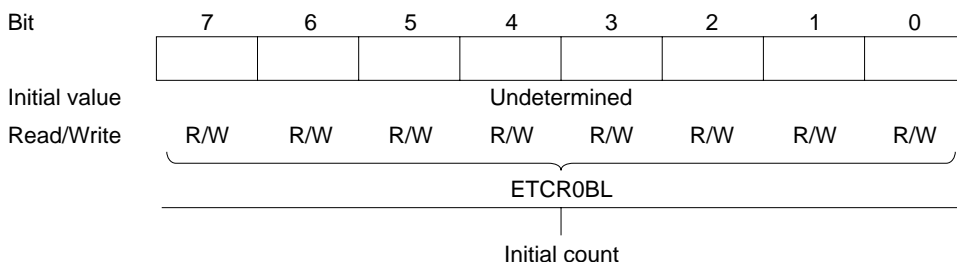 Bit 7 6 5 4 3 2 1 0
Initial value Undetermined
Read/Write R/W R/W R/W R/W R/W R/W R/W R/W
ETCR0BL
Initial count